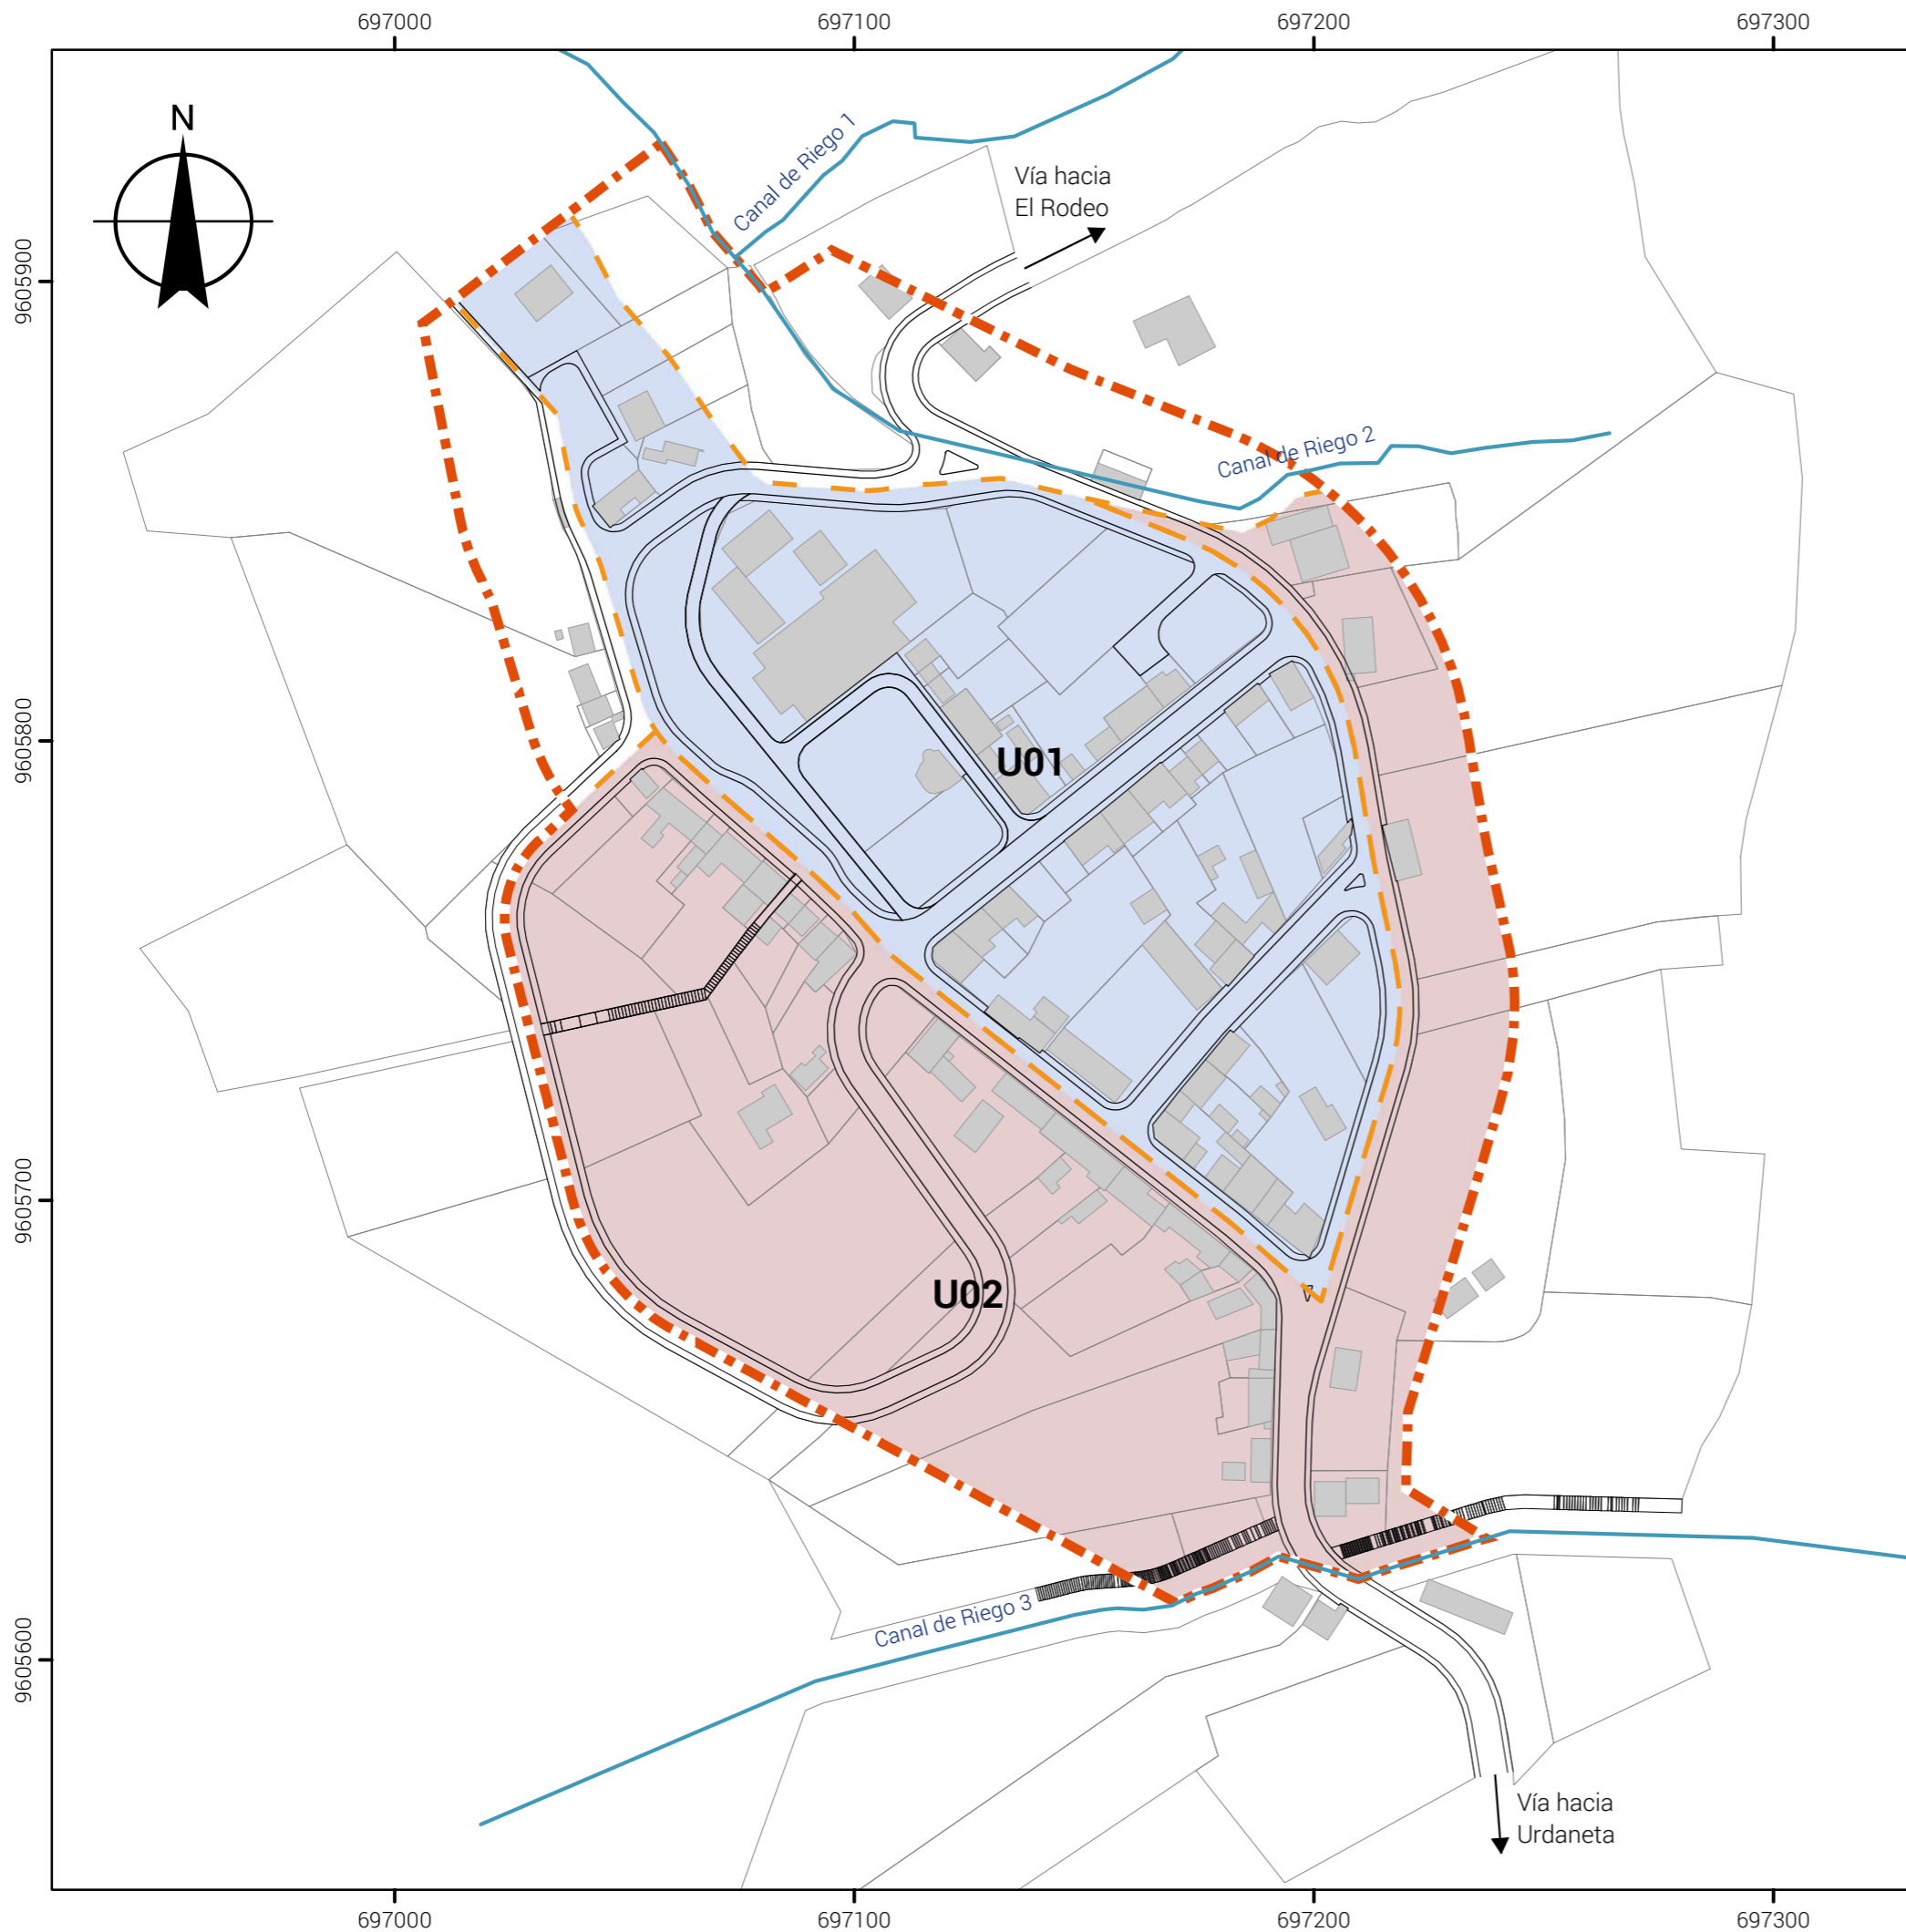 697000
697100
697200
697300
N
Canal de Riego 1
Vía hacia
El Rodeo
9605900
Canal de Riego 2
9605800
U01
9605700
U02
9605600
Canal de Riego 3
Vía hacia
Urdaneta
697000
697100
697200
697300